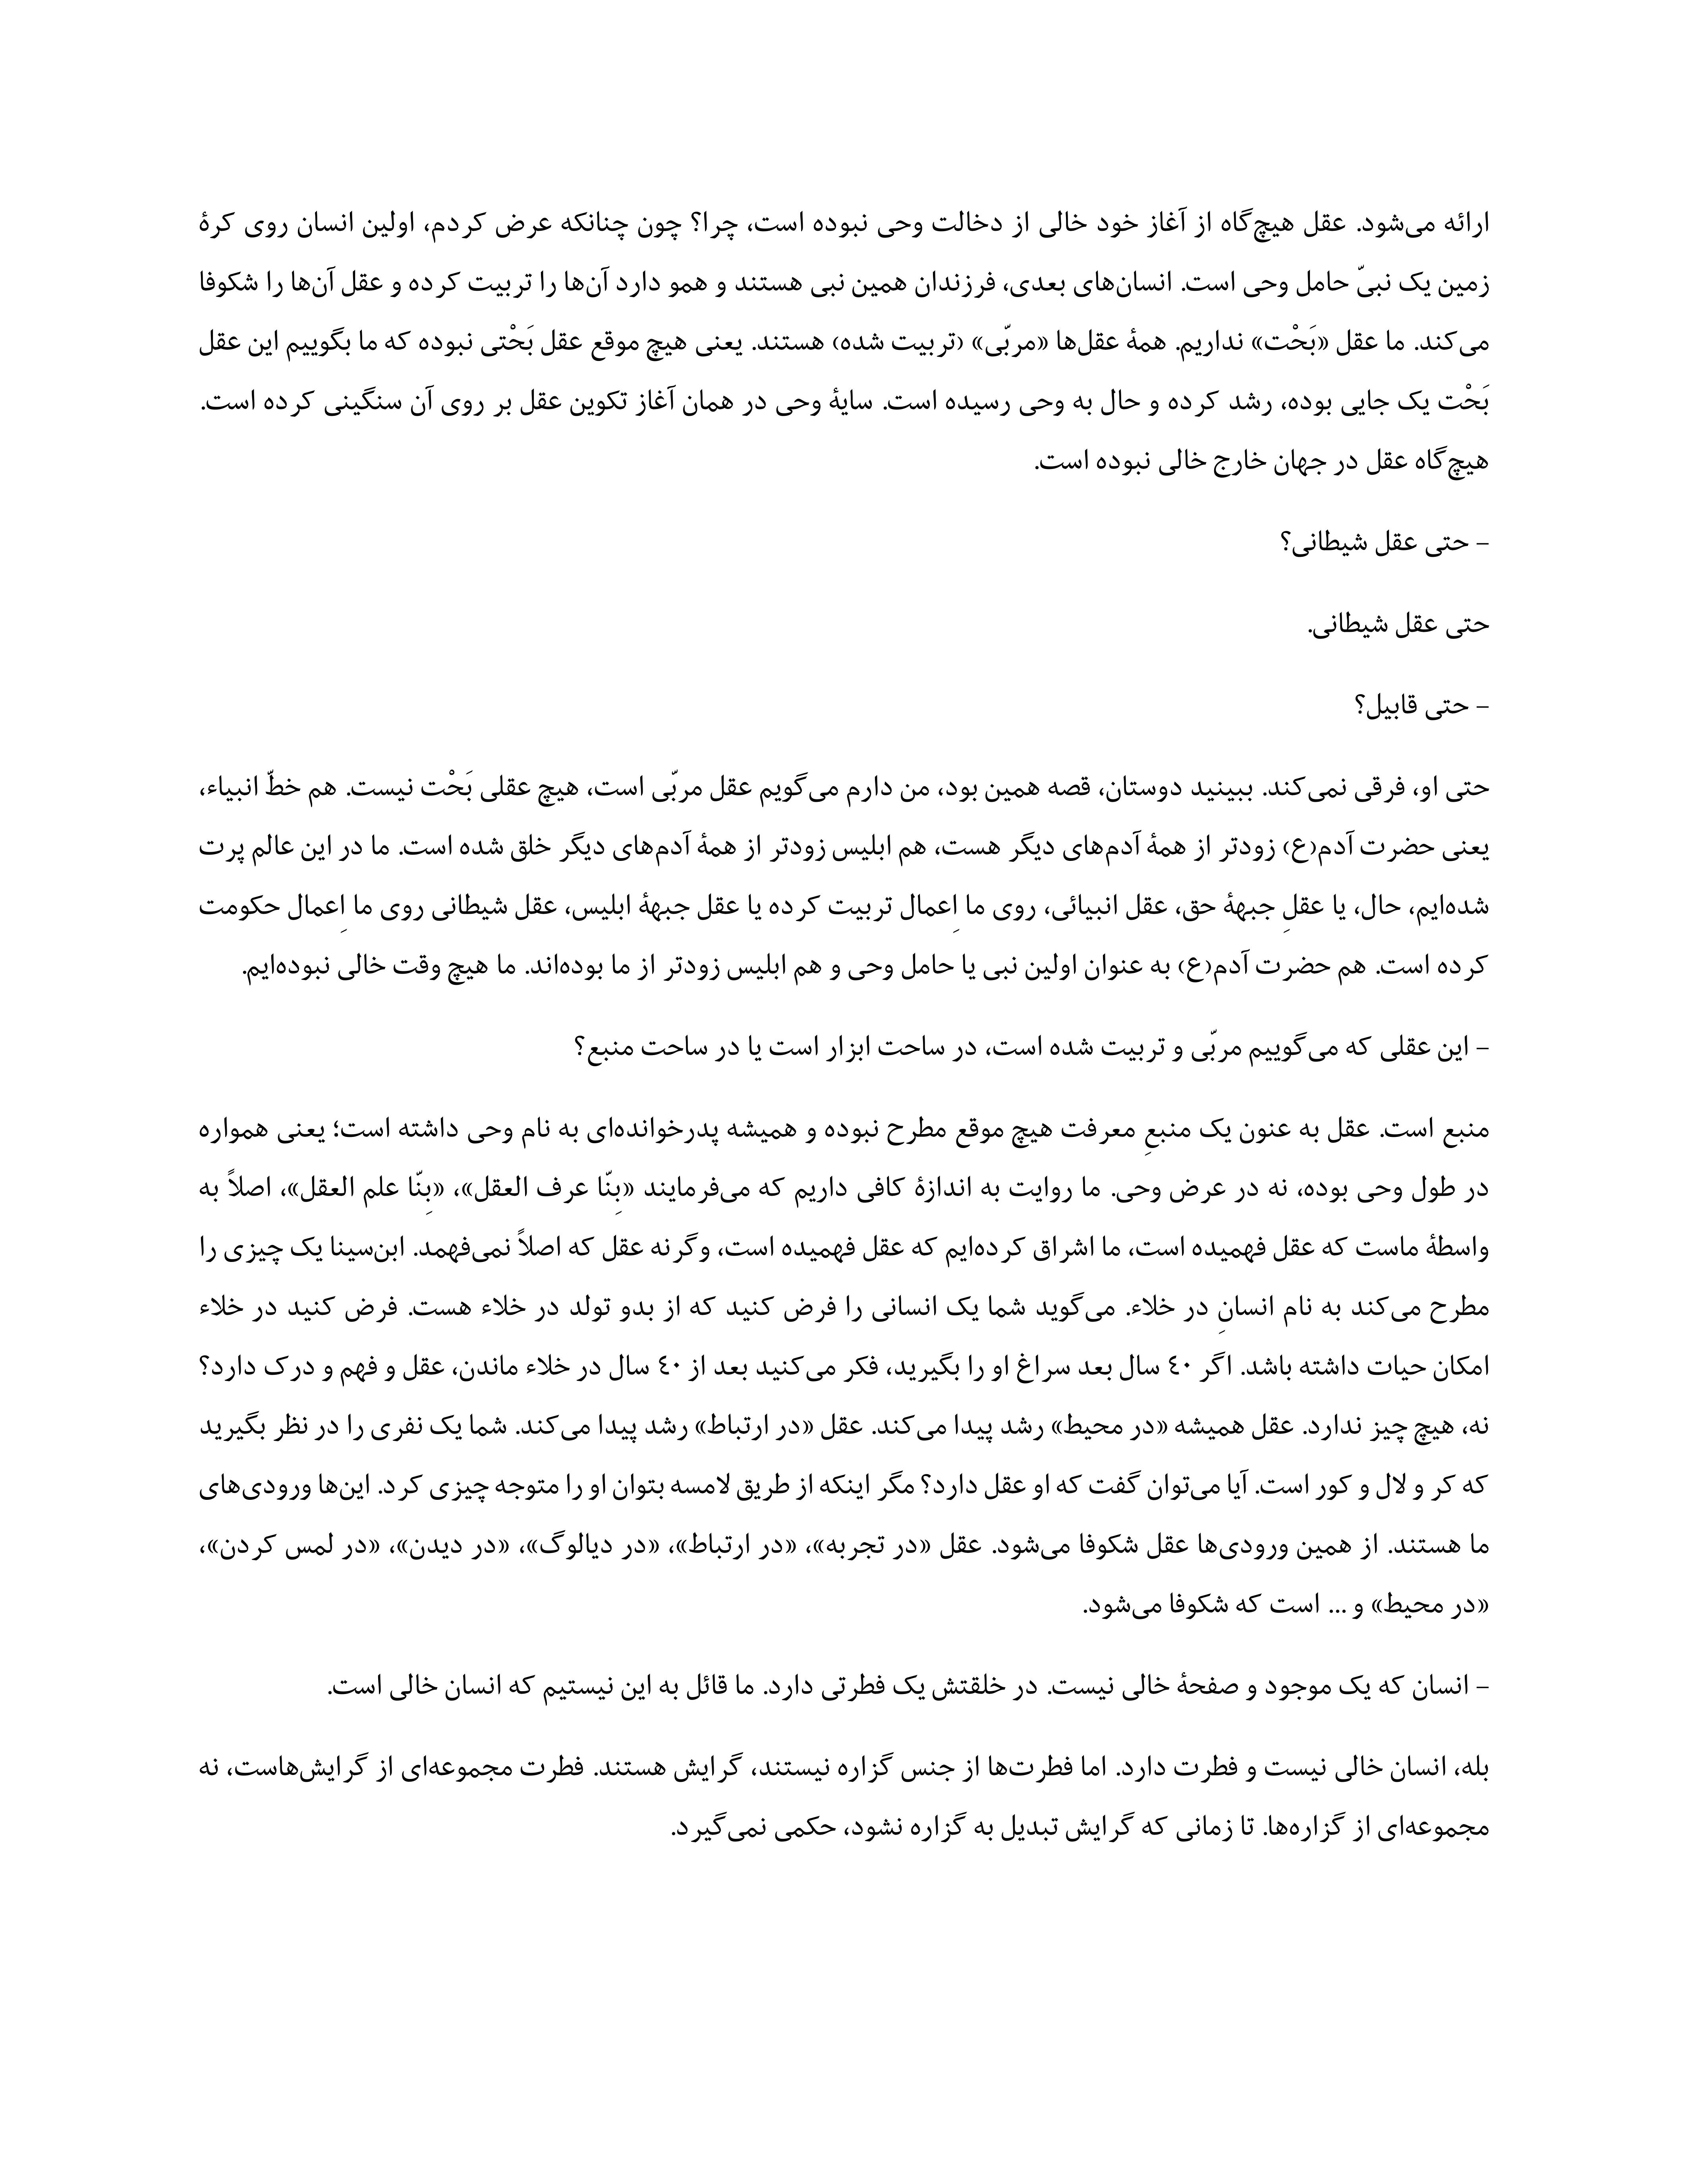 ارائه می‌شود. عقل هیچ‌گاه از آغاز خود خالی از دخالت وحی نبوده است، چرا؟ چون چنانکه عرض کردم، اولین انسان روی کرهٔ
زمین یک نبیّ حامل وحی است. انسان‌های بعدی، فرزندان همین نبی هستند و همو دارد آن‌ها را تربیت کرده و عقل آن‌ها را شکوفا
می‌کند. ما عقل «بَحْت» نداریم. همهٔ عقل‌ها «مربّی» (تربیت شده) هستند. یعنی هیچ موقع عقل بَحْتی نبوده که ما بگوییم این عقل
بَحْت یک جایی بوده، رشد کرده و حال به وحی رسیده است. سایهٔ وحی در همان آغاز تکوین عقل بر روی آن سنگینی کرده است.
هیچ‌گاه عقل در جهان خارج خالی نبوده است.
– حتی عقل شیطانی؟
حتی عقل شیطانی.
– حتی قابیل؟
حتی او، فرقی نمی‌کند. ببینید دوستان، قصه همین بود، من دارم می‌گویم عقل مربّی است، هیچ عقلی بَحْت نیست. هم خطّ انبیاء،
یعنی حضرت آدم(ع) زودتر از همهٔ آدم‌های دیگر هست، هم ابلیس زودتر از همهٔ آدم‌های دیگر خلق شده است. ما در این عالم پرت
شده‌ایم، حال، یا عقلِ جبههٔ حق، عقل انبیائی، روی ما اِعمال تربیت کرده یا عقل جبههٔ ابلیس، عقل شیطانی روی ما اِعمال حکومت
کرده است. هم حضرت آدم(ع) به عنوان اولین نبی یا حامل وحی و هم ابلیس زودتر از ما بوده‌اند. ما هیچ وقت خالی نبوده‌ایم.
– این عقلی که می‌گوییم مربّی و تربیت شده است، در ساحت ابزار است یا در ساحت منبع؟
منبع است. عقل به عنوان یک منبعِ معرفت هیچ موقع مطرح نبوده و همیشه پدرخوانده‌ای به نام وحی داشته است؛ یعنی همواره
در طول وحی بوده، نه در عرض وحی. ما روایت به اندازهٔ کافی داریم که می‌فرمایند «بِنّا عرف العقل»، «بِنّا علم العقل»، اصلاً به
واسطهٔ ماست که عقل فهمیده است، ما اشراق کرده‌ایم که عقل فهمیده است، وگرنه عقل که اصلاً نمی‌فهمد. ابن‌سینا یک چیزی را
مطرح می‌کند به نام انسانِ در خلاء. می‌گوید شما یک انسانی را فرض کنید که از بدو تولد در خلاء هست. فرض کنید در خلاء
امکان حیات داشته باشد. اگر ٤٠ سال بعد سراغ او را بگیرید، فکر می‌کنید بعد از ٤٠ سال در خلاء ماندن، عقل و فهم و درک دارد؟
نه، هیچ چیز ندارد. عقل همیشه «در محیط» رشد پیدا می‌کند. عقل «در ارتباط» رشد پیدا می‌کند. شما یک نفری را در نظر بگیرید
که کر و لال و کور است. آیا می‌توان گفت که او عقل دارد؟ مگر اینکه از طریق لامسه بتوان او را متوجه چیزی کرد. این‌ها ورودی‌های
ما هستند. از همین ورودی‌ها عقل شکوفا می‌شود. عقل «در تجربه»، «در ارتباط»، «در دیالوگ»، «در دیدن»، «در لمس کردن»،
«در محیط» و ... است که شکوفا می‌شود.
– انسان که یک موجود و صفحهٔ خالی نیست. در خلقتش یک فطرتی دارد. ما قائل به این نیستیم که انسان خالی است.
بله، انسان خالی نیست و فطرت دارد. اما فطرت‌ها از جنس گزاره نیستند، گرایش هستند. فطرت مجموعه‌ای از گرایش‌هاست، نه
مجموعه‌ای از گزاره‌ها. تا زمانی که گرایش تبدیل به گزاره نشود، حکمی نمی‌گیرد.